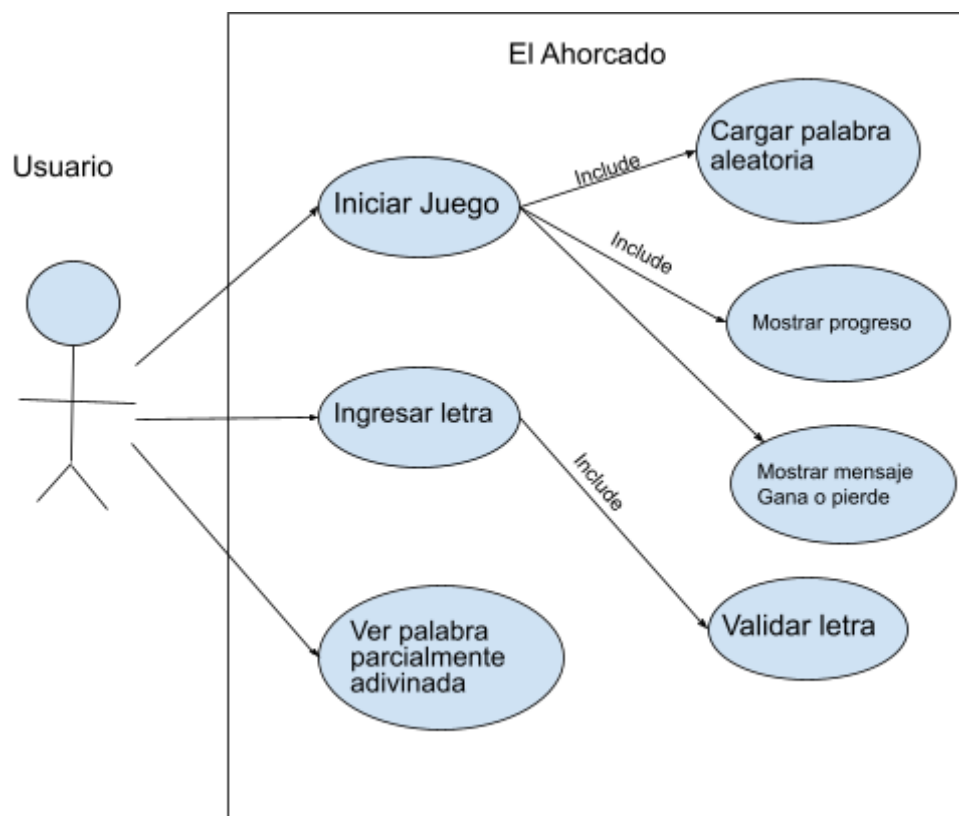 El Ahorcado
Usuario
Cargar palabra
aleatoria
Include
Iniciar Juego
Include
Mostrar progreso
Ingresar letra
Include
Mostrar mensaje
Gana o pierde
Ver palabra
parcialmente
adivinada
Validar letra